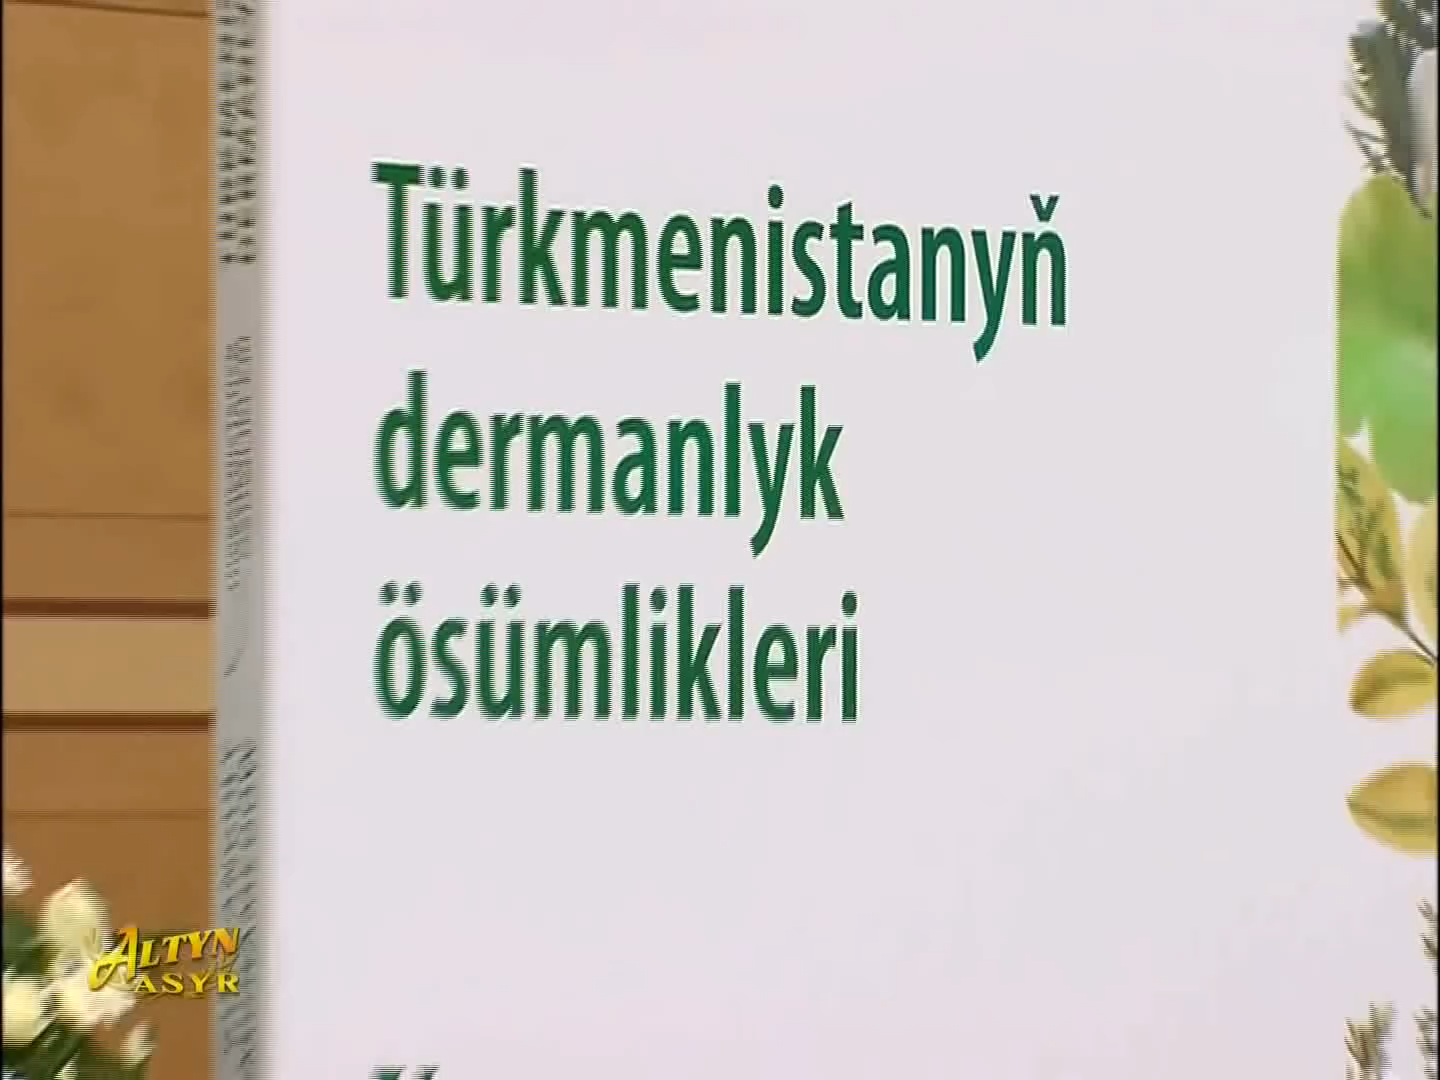 Türkmenistanyň
dermanlyk
ösümlikleri
ALTYN
ASYR